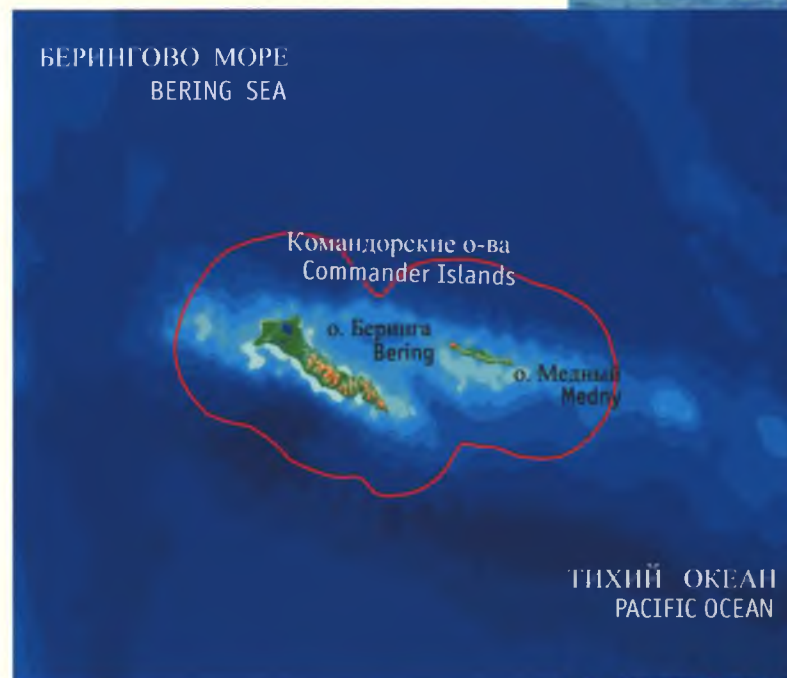 БЕРИНГОВО МОРЕ
BERING SEA
Командорские о-ва
Commander Islands
о. Беринга
Bering
о. Медный
Medny
ТИХИЙ ОКЕАН
PACIFIC OCEAN